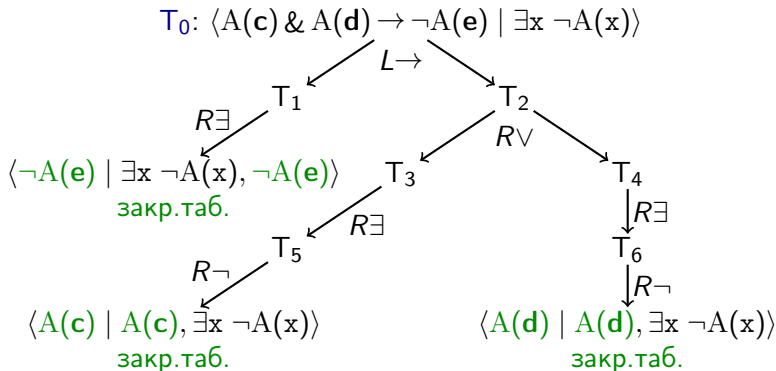 T₀: ⟨A(c) & A(d) → ¬A(e) | ∃x ¬A(x)⟩
L→
T₁ T₂
R∃ R∨
⟨¬A(e) | ∃x ¬A(x), ¬A(e)⟩ T₃ T₄
закр.таб.
R∃ R∃
T₅ T₆
R¬ R¬
⟨A(c) | A(c), ∃x ¬A(x)⟩ ⟨A(d) | A(d), ∃x ¬A(x)⟩
закр.таб. закр.таб.